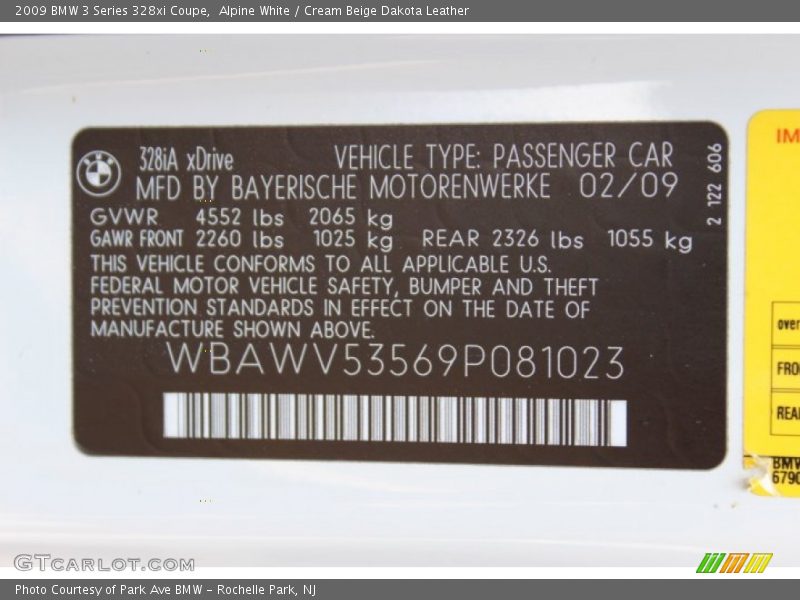 2009 BMW 3 Series 328xi Coupe,  Alpine White / Cream Beige Dakota Leather
328iA xDrive VEHICLE TYPE: PASSENGER CAR
MFD BY BAYERISCHE MOTORENWERKE 02/09
GVWR 4552 lbs 2065 kg
GAWR FRONT 2260 lbs 1025 kg REAR 2326 lbs 1055 kg
THIS VEHICLE CONFORMS TO ALL APPLICABLE U.S.
FEDERAL MOTOR VEHICLE SAFETY, BUMPER AND THEFT
PREVENTION STANDARDS IN EFFECT ON THE DATE OF
MANUFACTURE SHOWN ABOVE.
WBAWV53569P081023
2 122 606
BMW
GTCARLOT.COM
Photo Courtesy of Park Ave BMW – Rochelle Park, NJ